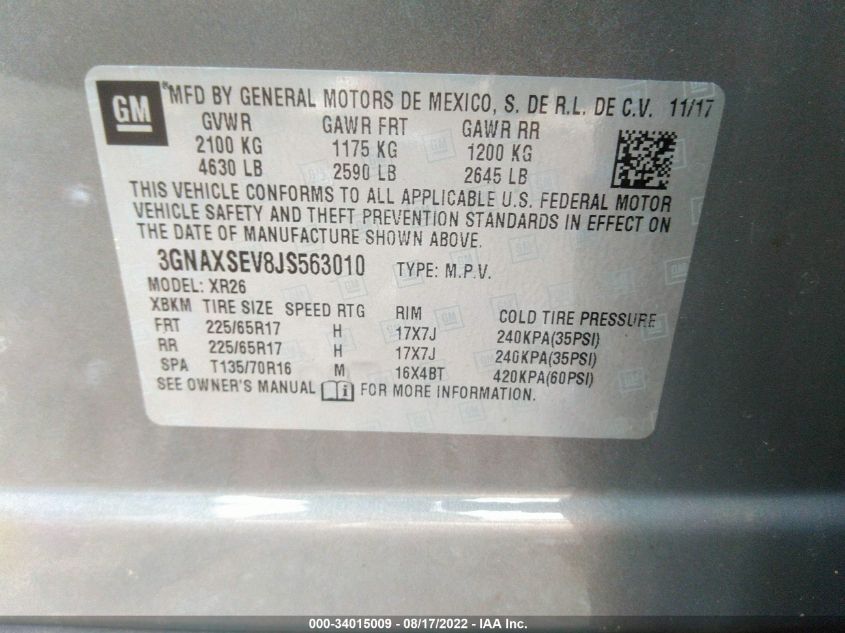 GM
*MFD BY GENERAL MOTORS DE MEXICO, S. DE R.L. DE C.V. 11/17
GVWR GAWR FRT GAWR RR
2100 KG 1175 KG 1200 KG
4630 LB 2590 LB 2645 LB
THIS VEHICLE CONFORMS TO ALL APPLICABLE U.S. FEDERAL MOTOR
VEHICLE SAFETY AND THEFT PREVENTION STANDARDS IN EFFECT ON
THE DATE OF MANUFACTURE SHOWN ABOVE.
3GNAXSEV8JS563010 TYPE: M.P.V.
MODEL: XR26
XBKM TIRE SIZE SPEED RTG RIM COLD TIRE PRESSURE
FRT 225/65R17 H 17X7J 240KPA(35PSI)
RR 225/65R17 H 17X7J 240KPA(35PSI)
SPA T135/70R16 M 16X4BT 420KPA(60PSI)
SEE OWNER'S MANUAL FOR MORE INFORMATION.
000-34015009 - 08/17/2022 - IAA Inc.